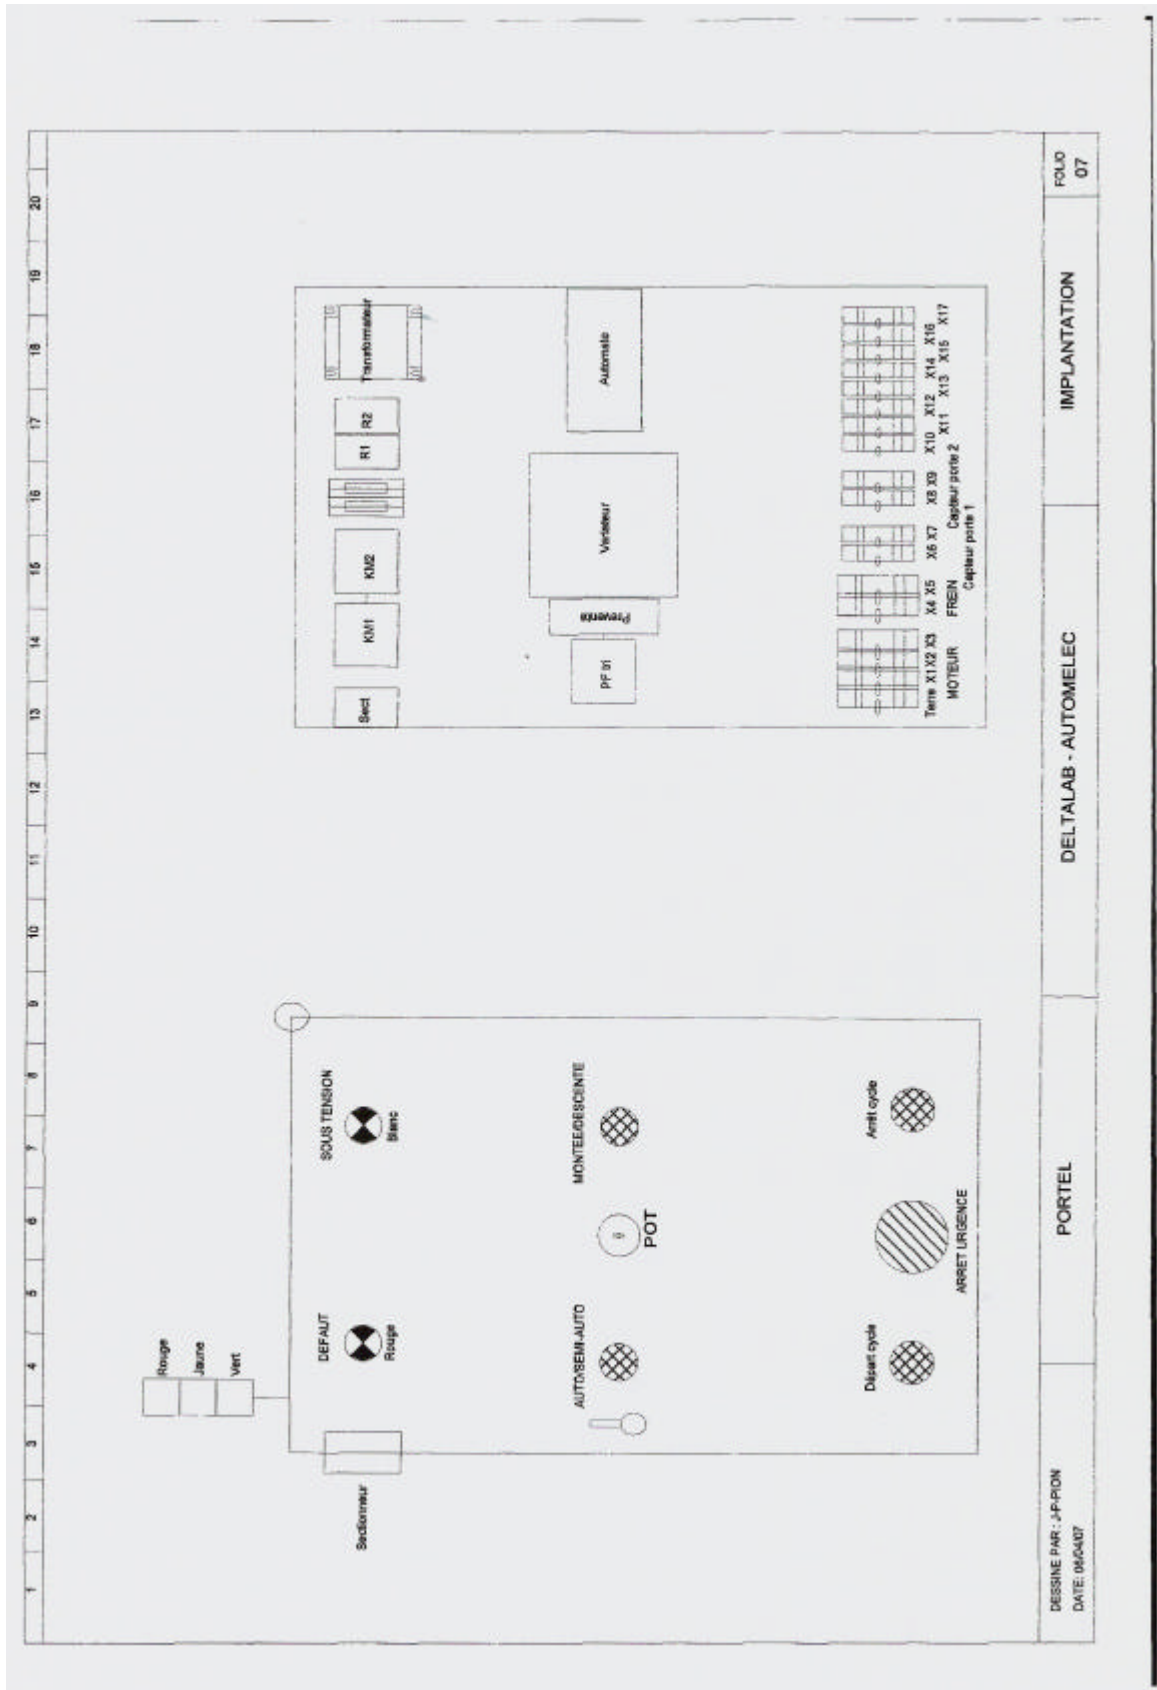 1 2 3 4 5 6 7 8 9 10 11 12 13 14 15 16 17 18 19 20
Rouge
Jaune
Vert
Sectionneur
DEFAUT
Rouge
SOUS TENSION
Blanc
AUTO/SEMI-AUTO
POT
MONTEE/DESCENTE
Départ cycle
ARRET URGENCE
Arrêt cycle
Sect
KM1
KM2
R1
R2
Transformateur
PF 01
Preventa
Variateur
Automate
Terre X1 X2 X3
MOTEUR
X4 X5
FREIN
X6 X7
Capteur porte 1
X8 X9
Capteur porte 2
X10 X12 X14 X16
X11 X13 X15 X17
DESSINE PAR : J-P-PION
DATE: 06/04/07
PORTEL
DELTALAB - AUTOMELEC
IMPLANTATION
FOLIO
07